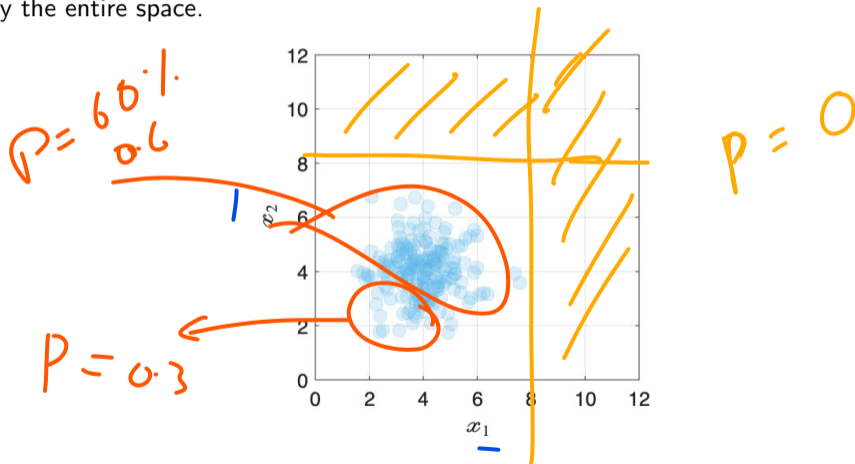 y the entire space.
P = 60%
0.6
12
10
8
6
4
2
0
x₂
0 2 4 6 8 10 12
x₁
P = 0.3
P = 0